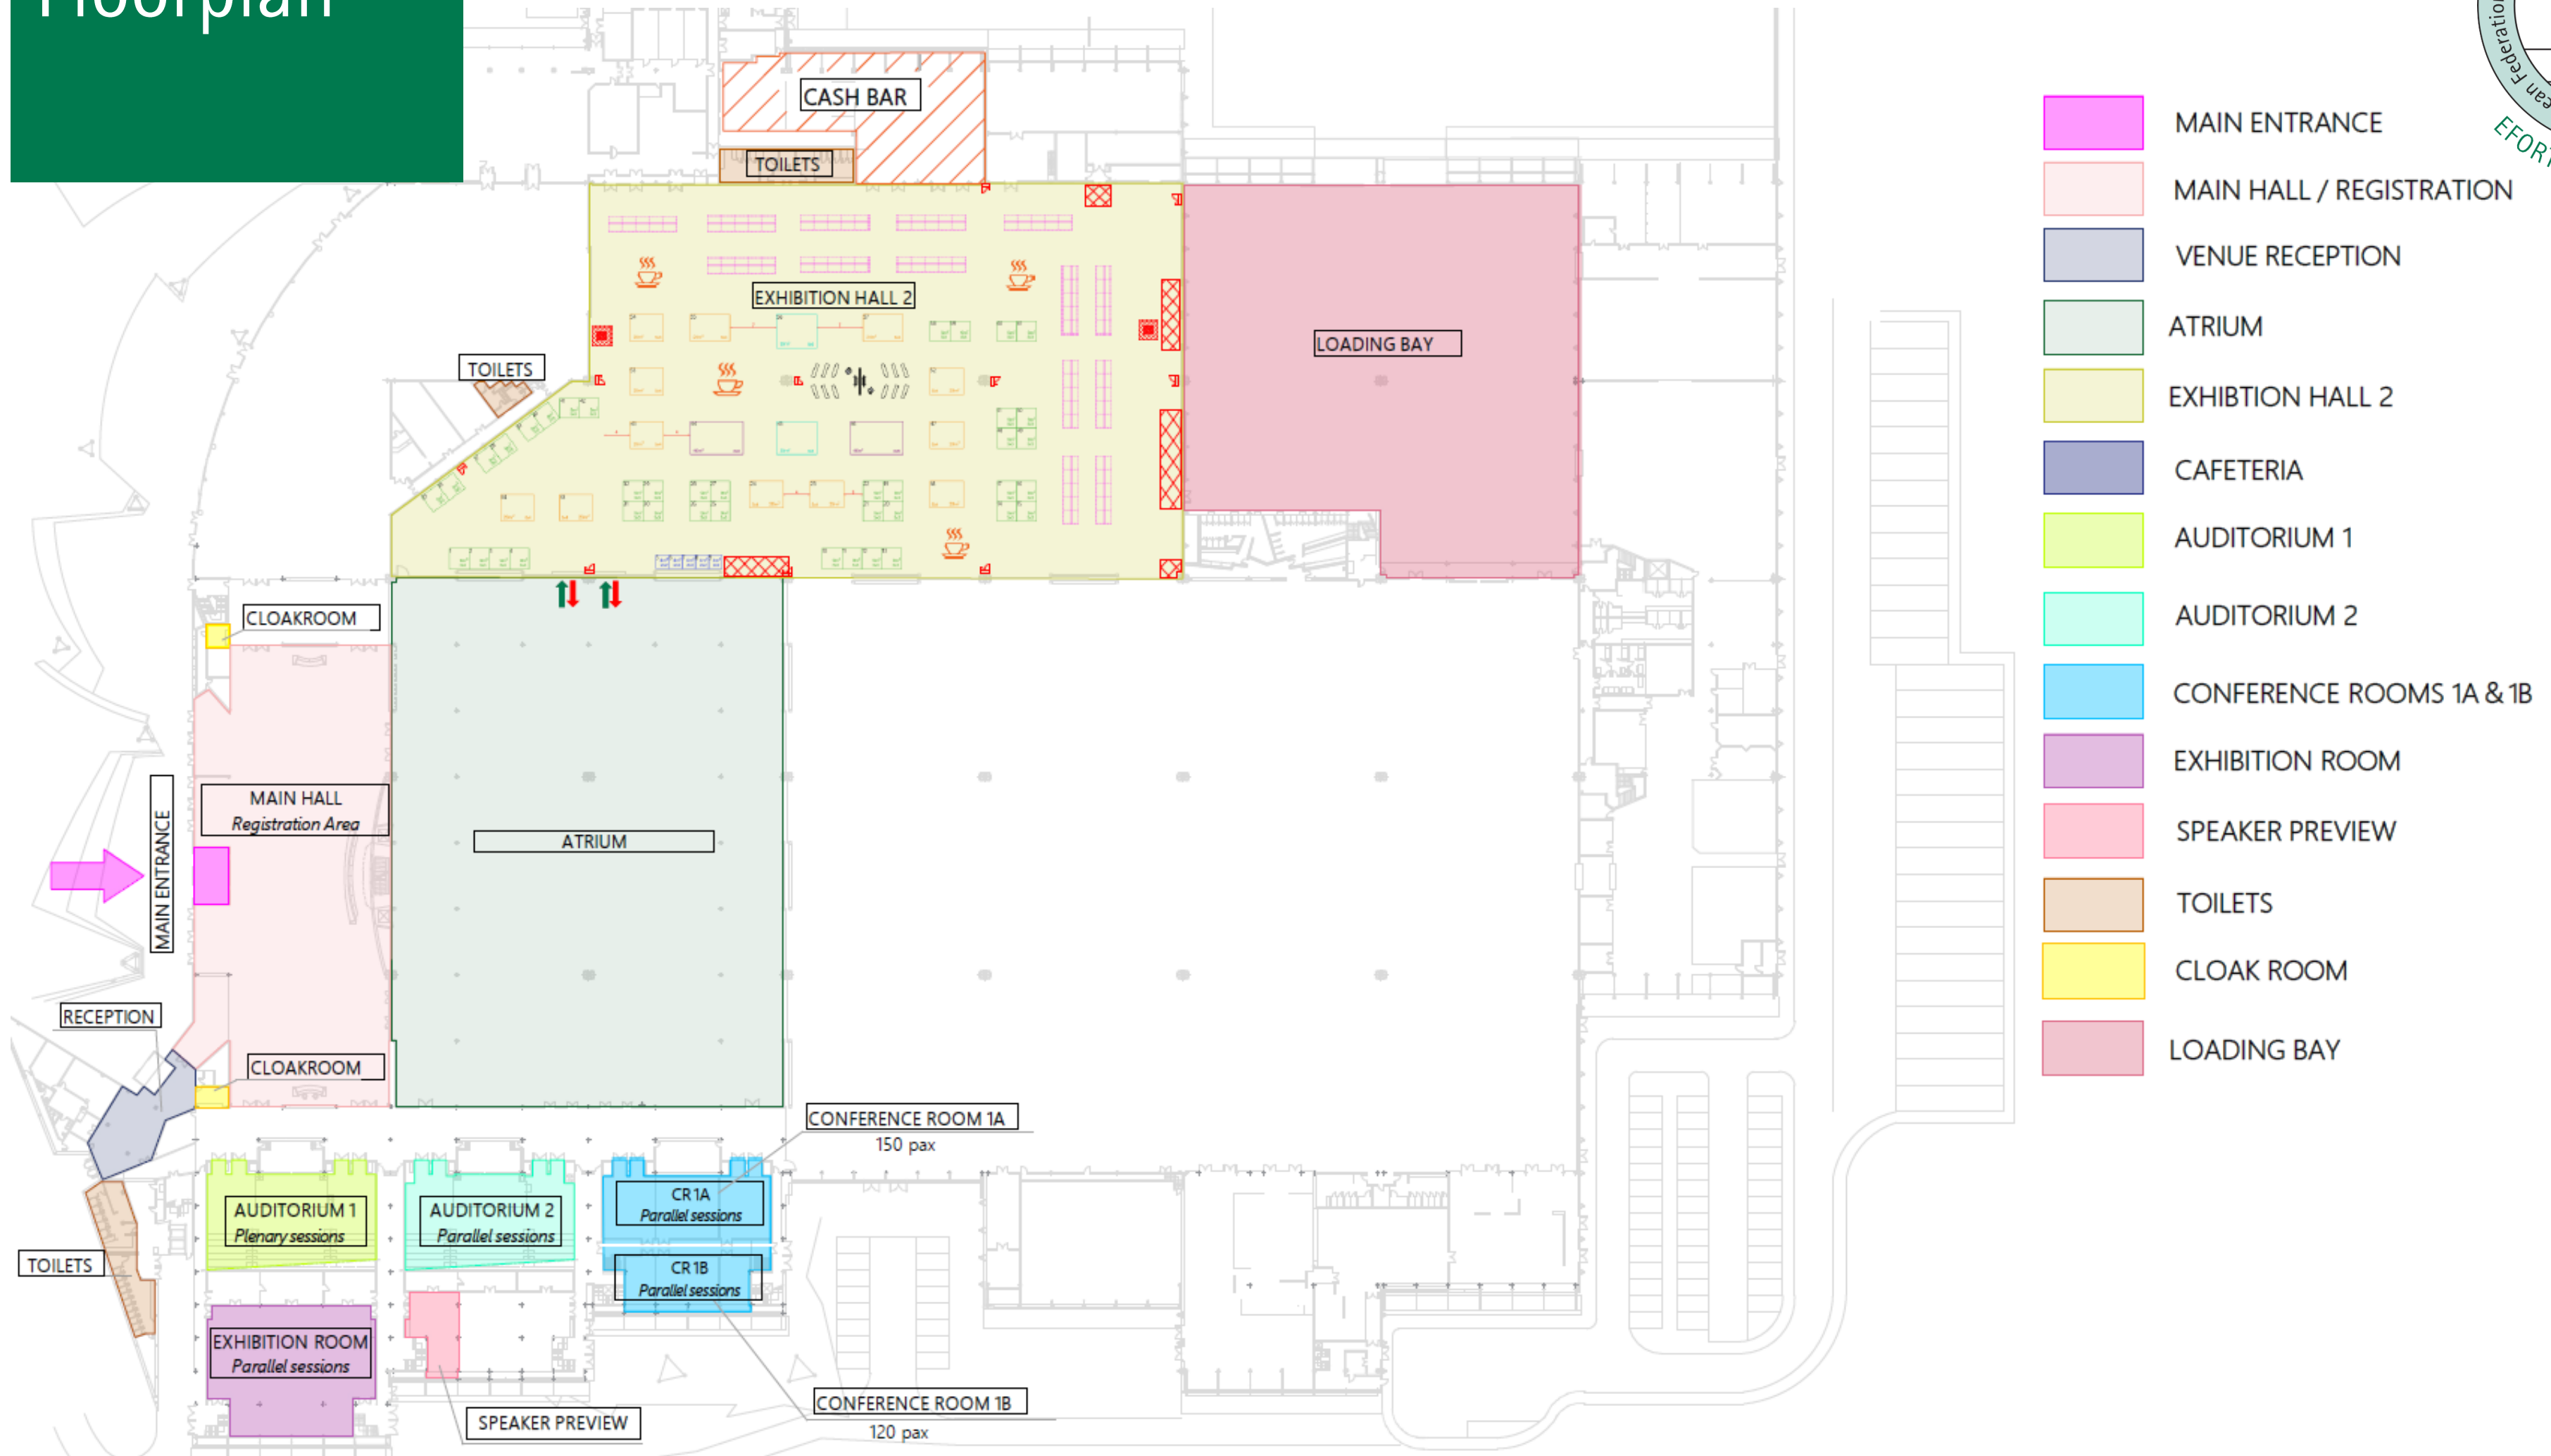 Floorplan
CASH BAR
TOILETS
EXHIBITION HALL 2
LOADING BAY
TOILETS
CLOAKROOM
MAIN HALL
Registration Area
ATRIUM
MAIN ENTRANCE
RECEPTION
CLOAKROOM
CONFERENCE ROOM 1A
150 pax
AUDITORIUM 1
Plenary sessions
AUDITORIUM 2
Parallel sessions
CR 1A
Parallel sessions
CR 1B
Parallel sessions
TOILETS
EXHIBITION ROOM
Parallel sessions
SPEAKER PREVIEW
CONFERENCE ROOM 1B
120 pax
MAIN ENTRANCE
MAIN HALL / REGISTRATION
VENUE RECEPTION
ATRIUM
EXHIBTION HALL 2
CAFETERIA
AUDITORIUM 1
AUDITORIUM 2
CONFERENCE ROOMS 1A & 1B
EXHIBITION ROOM
SPEAKER PREVIEW
TOILETS
CLOAK ROOM
LOADING BAY